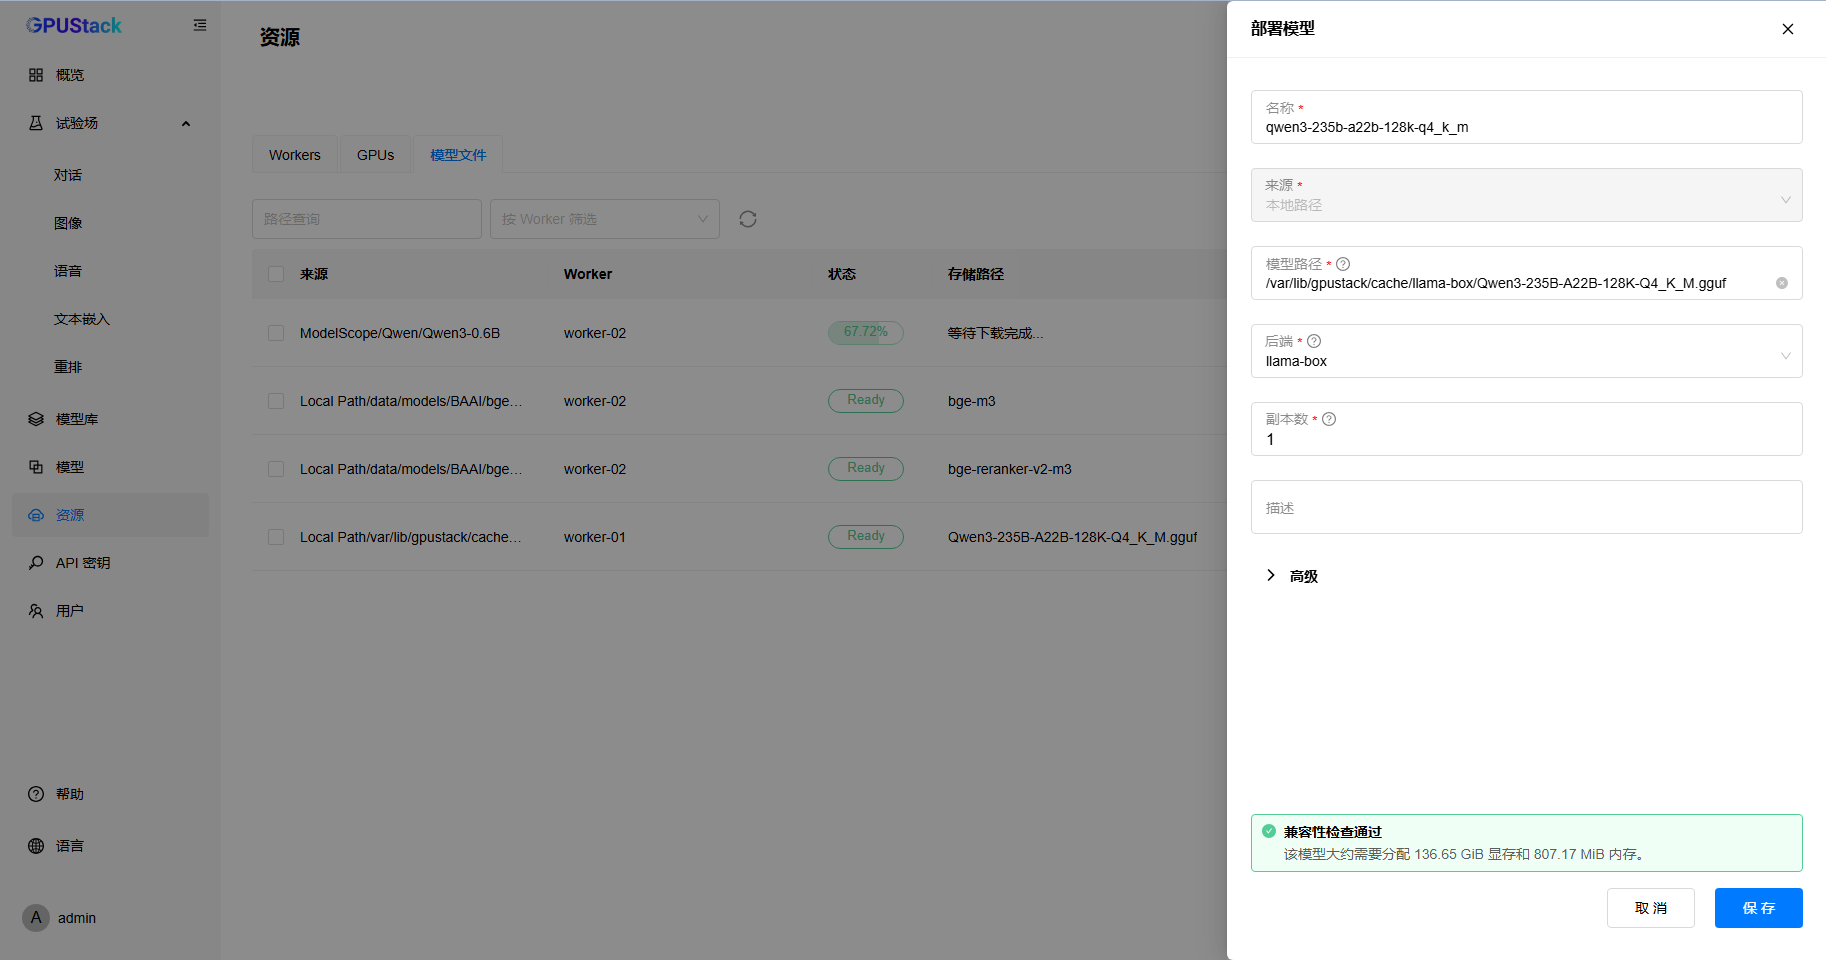 GPUStack
概览
试验场
对话
图像
语音
文本嵌入
重排
模型库
模型
资源
API 密钥
用户
帮助
语言
A admin
资源
Workers GPUs 模型文件
路径查询 按 Worker 筛选
来源 Worker 状态 存储路径
ModelScope/Qwen/Qwen3-0.6B worker-02 67.72% 等待下载完成...
Local Path/data/models/BAAI/bge... worker-02 Ready bge-m3
Local Path/data/models/BAAI/bge... worker-02 Ready bge-reranker-v2-m3
Local Path/var/lib/gpustack/cache... worker-01 Ready Qwen3-235B-A22B-128K-Q4_K_M.gguf
部署模型
名称 *
qwen3-235b-a22b-128k-q4_k_m
来源 *
本地路径
模型路径 *
/var/lib/gpustack/cache/llama-box/Qwen3-235B-A22B-128K-Q4_K_M.gguf
后端 *
llama-box
副本数 *
1
描述
高级
兼容性检查通过
该模型大约需要分配 136.65 GiB 显存和 807.17 MiB 内存。
取消 保存